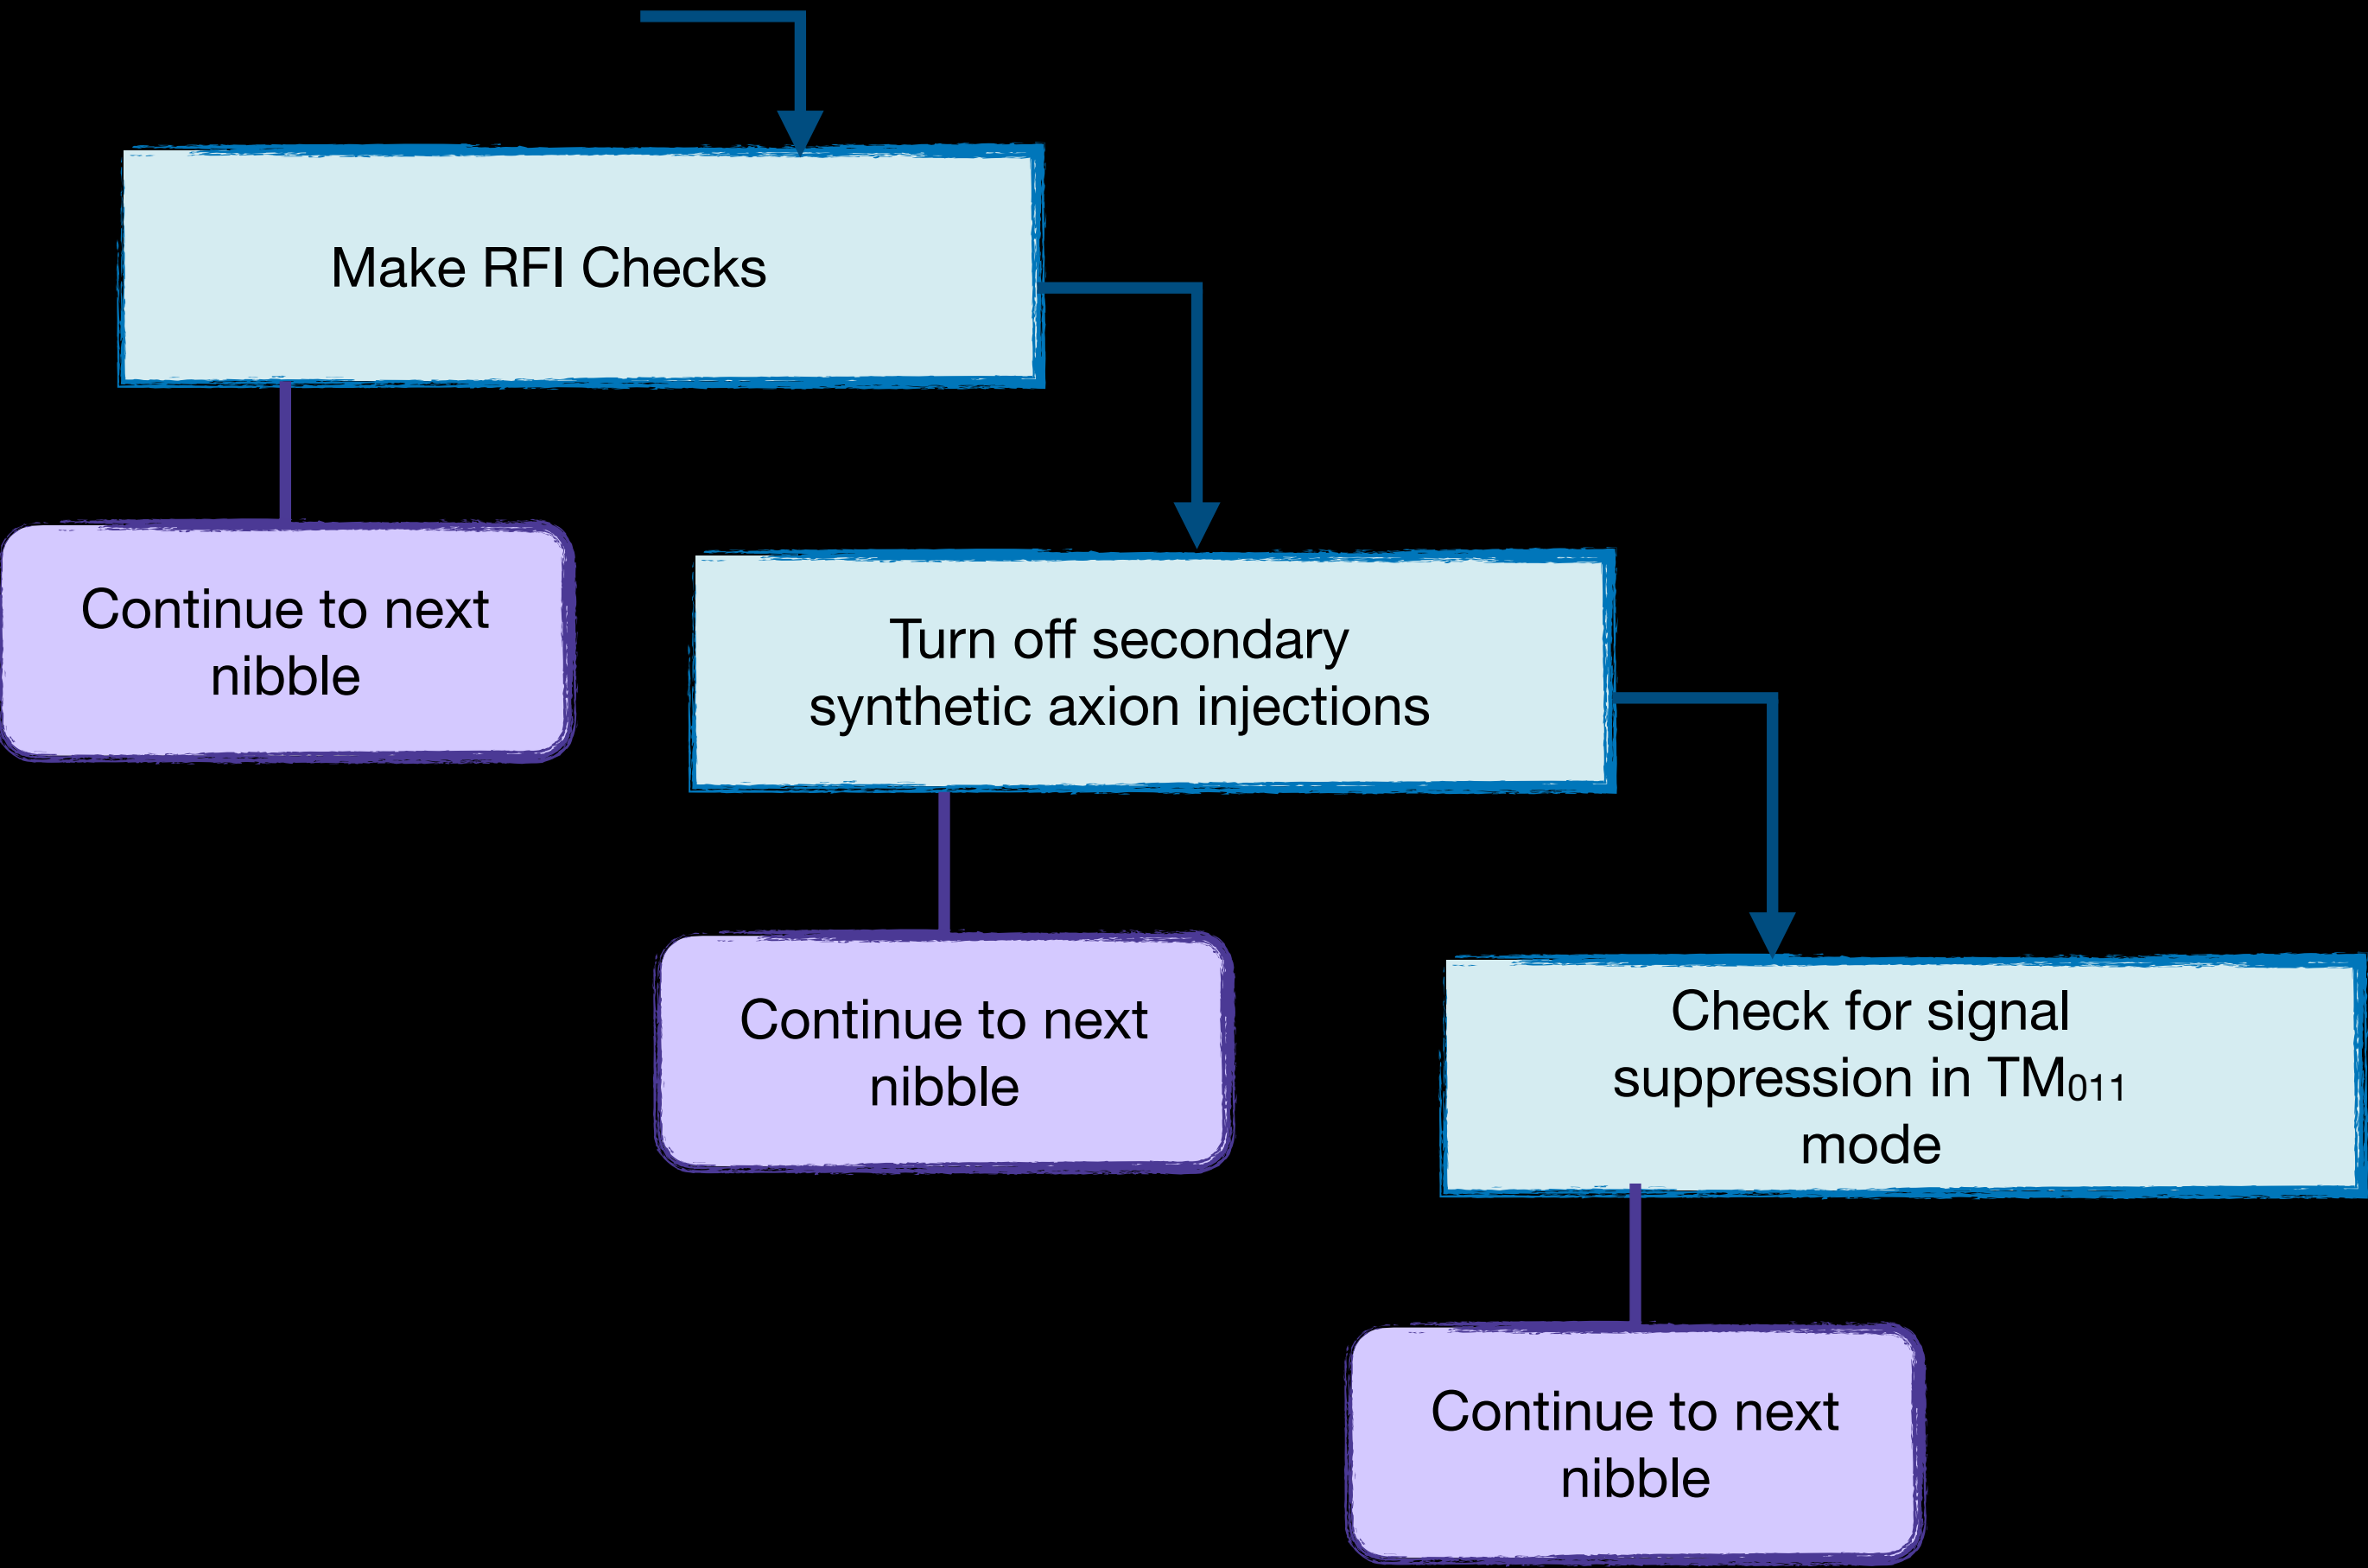 Make RFI Checks
Continue to next
nibble
Turn off secondary
synthetic axion injections
Continue to next
nibble
Check for signal
suppression in TM₀₁₁
mode
Continue to next
nibble